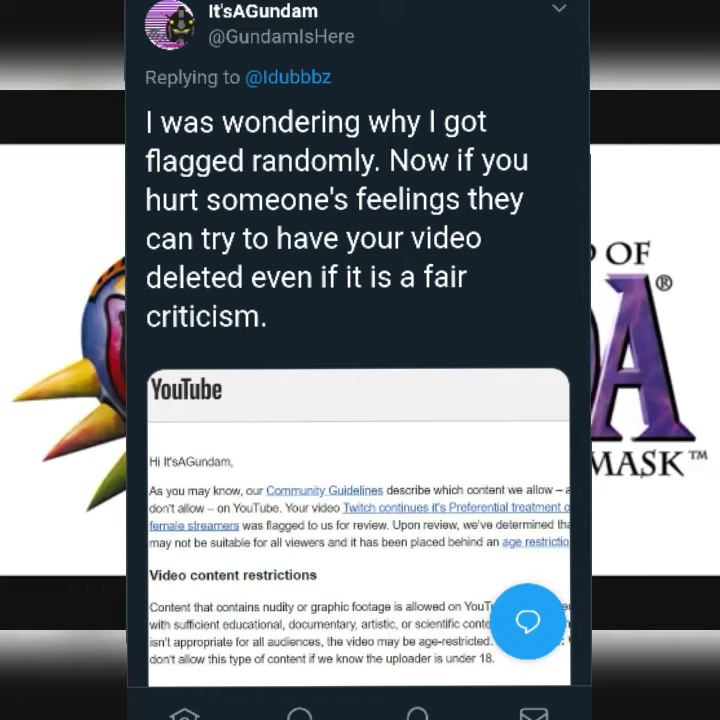 It'sAGundam
@GundamIsHere
Replying to @Idubbbz
I was wondering why I got
flagged randomly. Now if you
hurt someone's feelings they
can try to have your video
deleted even if it is a fair
criticism.
OF
A®
MASK™
YouTube
Hi It'sAGundam,
As you may know, our Community Guidelines describe which content we allow – a
don't allow – on YouTube. Your video Twitch continues it's Preferential treatment o
female streamers was flagged to us for review. Upon review, we've determined tha
may not be suitable for all viewers and it has been placed behind an age restrictio
Video content restrictions
Content that contains nudity or graphic footage is allowed on YouT
with sufficient educational, documentary, artistic, or scientific conte
isn't appropriate for all audiences, the video may be age-restricted.
don't allow this type of content if we know the uploader is under 18.